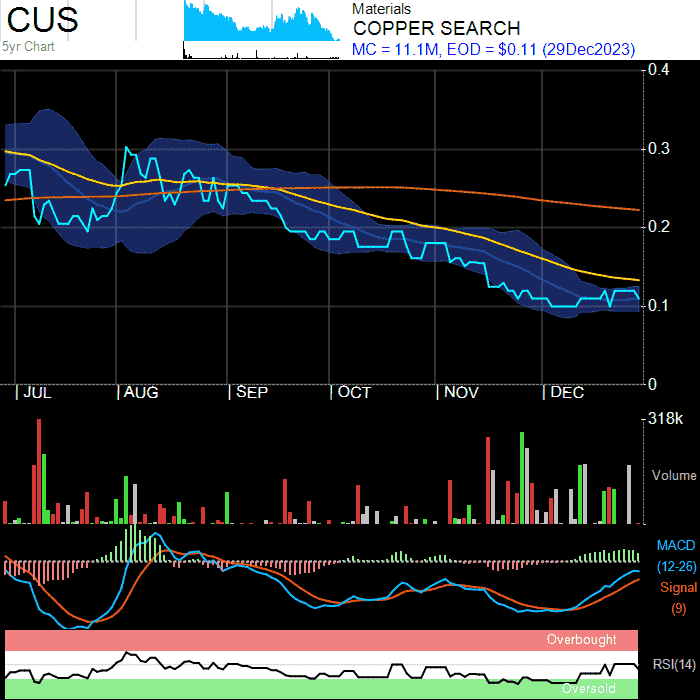 CUS
5yr Chart
Materials
COPPER SEARCH
MC = 11.1M, EOD = $0.11 (29Dec2023)
0.4
0.3
0.2
0.1
0
JUL AUG SEP OCT NOV DEC
318k
Volume
MACD
(12-26)
Signal
(9)
Overbought
RSI(14)
Oversold